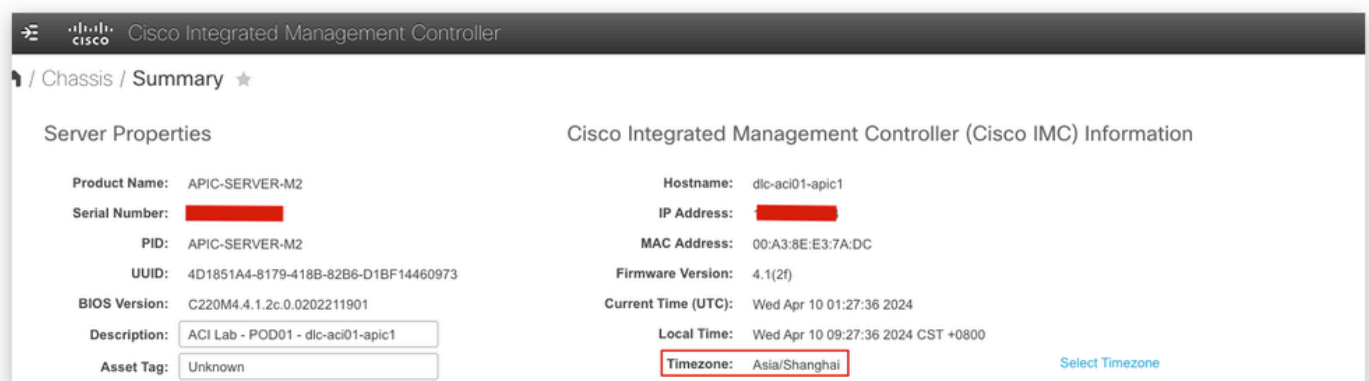 cisco Cisco Integrated Management Controller
/ Chassis / Summary
Server Properties
Product Name: APIC-SERVER-M2
Serial Number:
PID: APIC-SERVER-M2
UUID: 4D1851A4-8179-418B-82B6-D1BF14460973
BIOS Version: C220M4.4.1.2c.0.0202211901
Description: ACI Lab - POD01 - dlc-aci01-apic1
Asset Tag: Unknown
Cisco Integrated Management Controller (Cisco IMC) Information
Hostname: dlc-aci01-apic1
IP Address:
MAC Address: 00:A3:8E:E3:7A:DC
Firmware Version: 4.1(2f)
Current Time (UTC): Wed Apr 10 01:27:36 2024
Local Time: Wed Apr 10 09:27:36 2024 CST +0800
Timezone: Asia/Shanghai Select Timezone